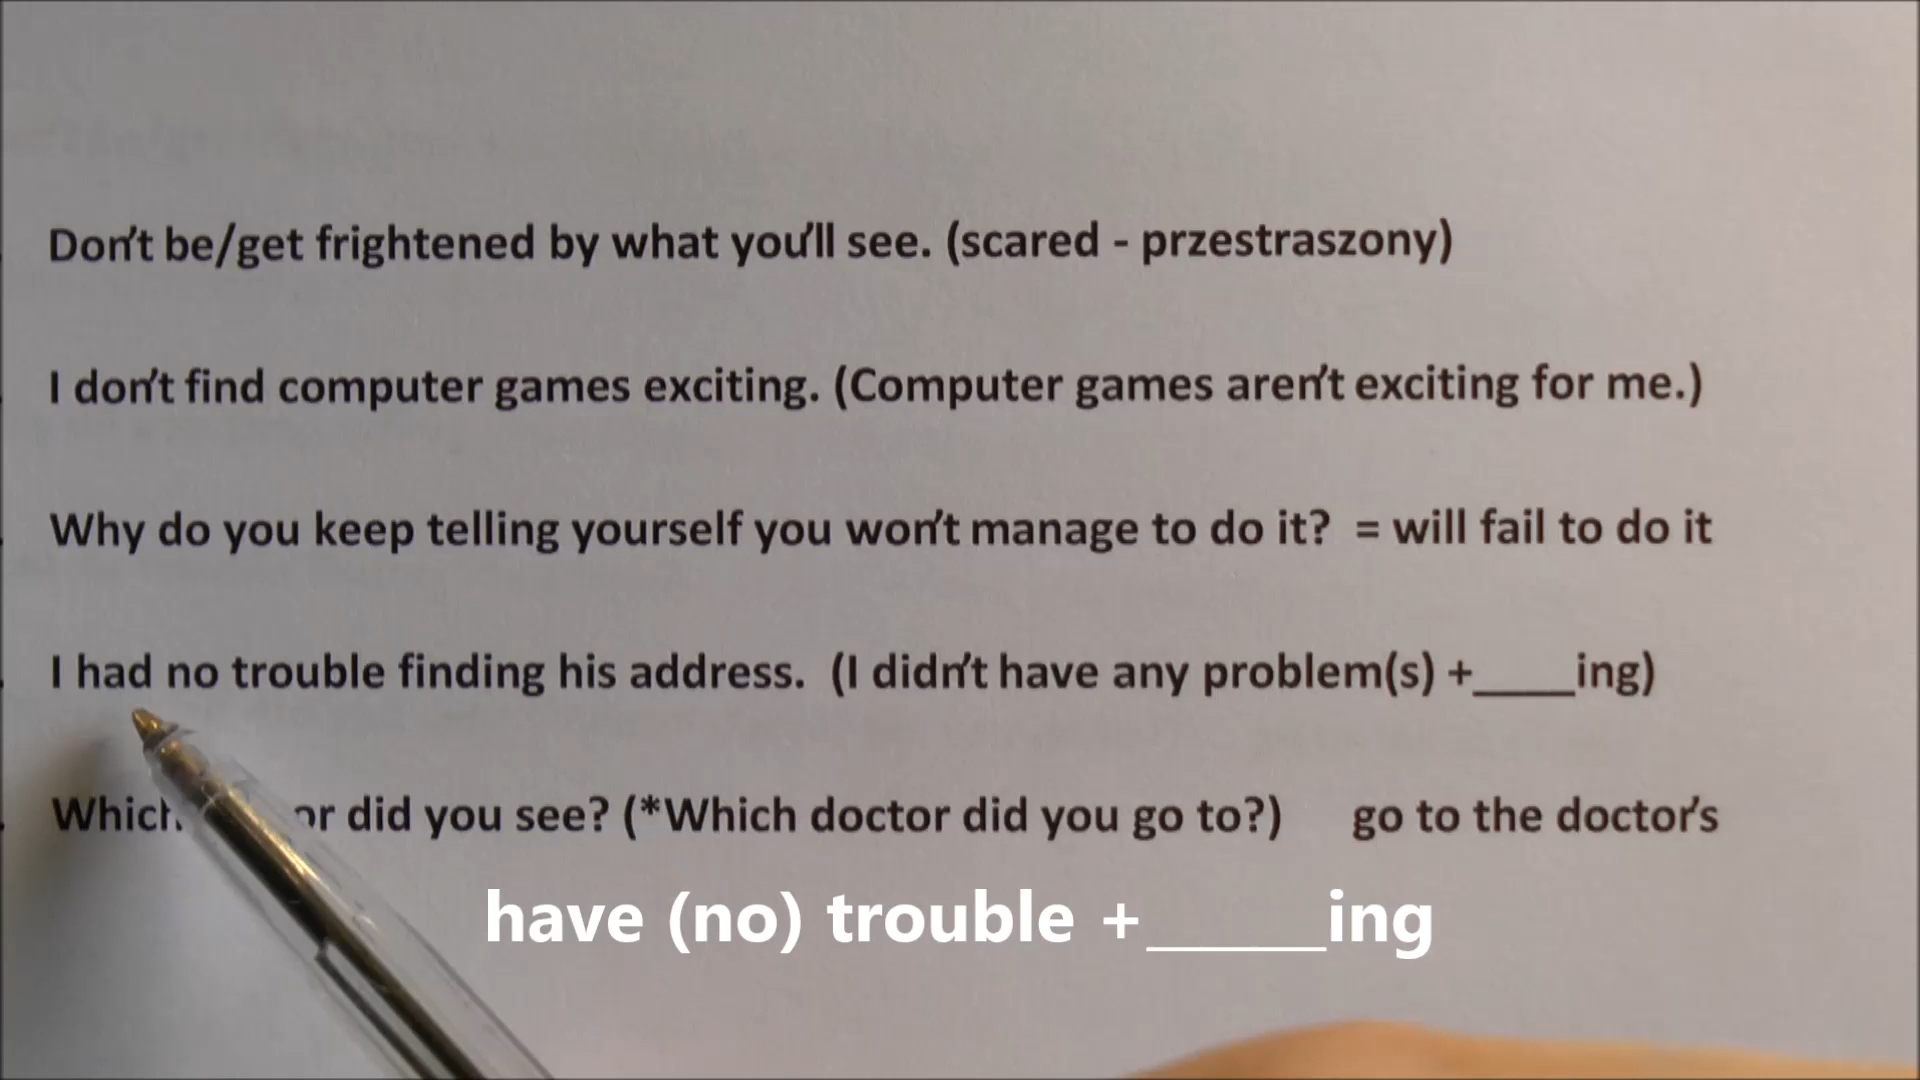 Don't be/get frightened by what you'll see. (scared - przestraszony)
I don't find computer games exciting. (Computer games aren't exciting for me.)
Why do you keep telling yourself you won't manage to do it? = will fail to do it
I had no trouble finding his address. (I didn't have any problem(s) +____ing)
did you see? (*Which doctor did you go to?) go to the doctor's
have (no) trouble +_____ing